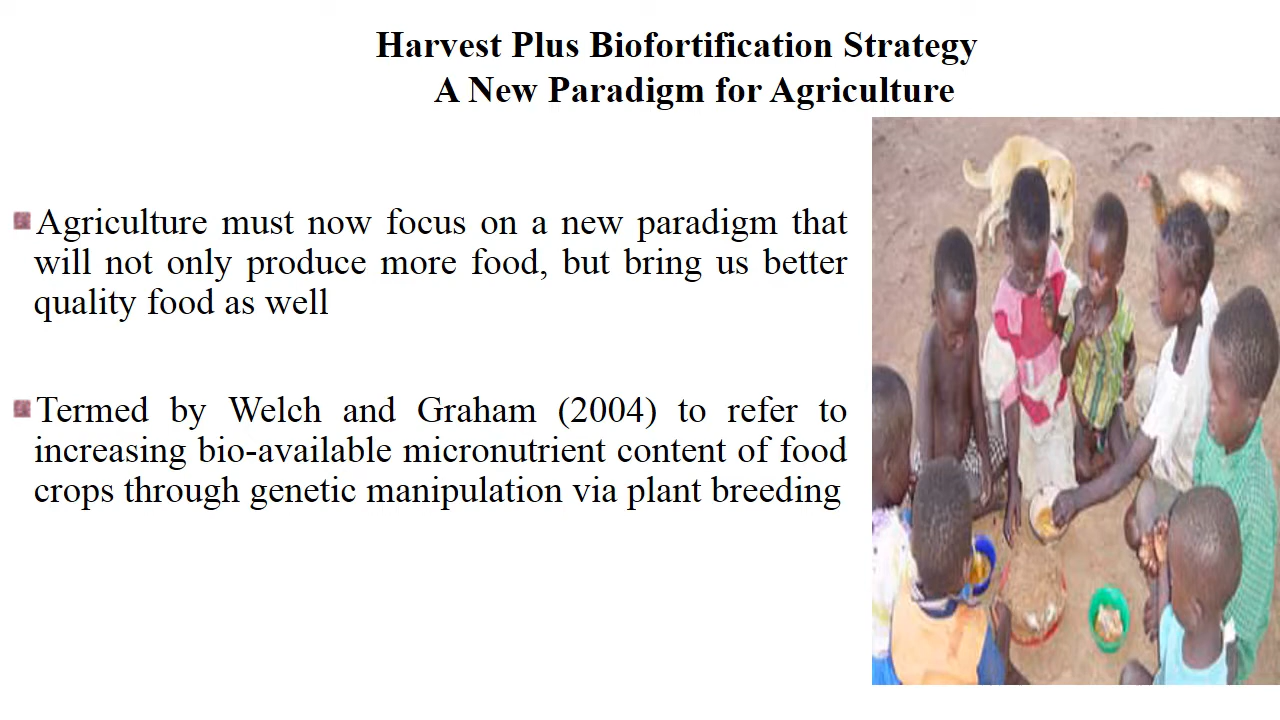 Harvest Plus Biofortification Strategy
A New Paradigm for Agriculture
Agriculture must now focus on a new paradigm that
will not only produce more food, but bring us better
quality food as well
Termed by Welch and Graham (2004) to refer to
increasing bio-available micronutrient content of food
crops through genetic manipulation via plant breeding